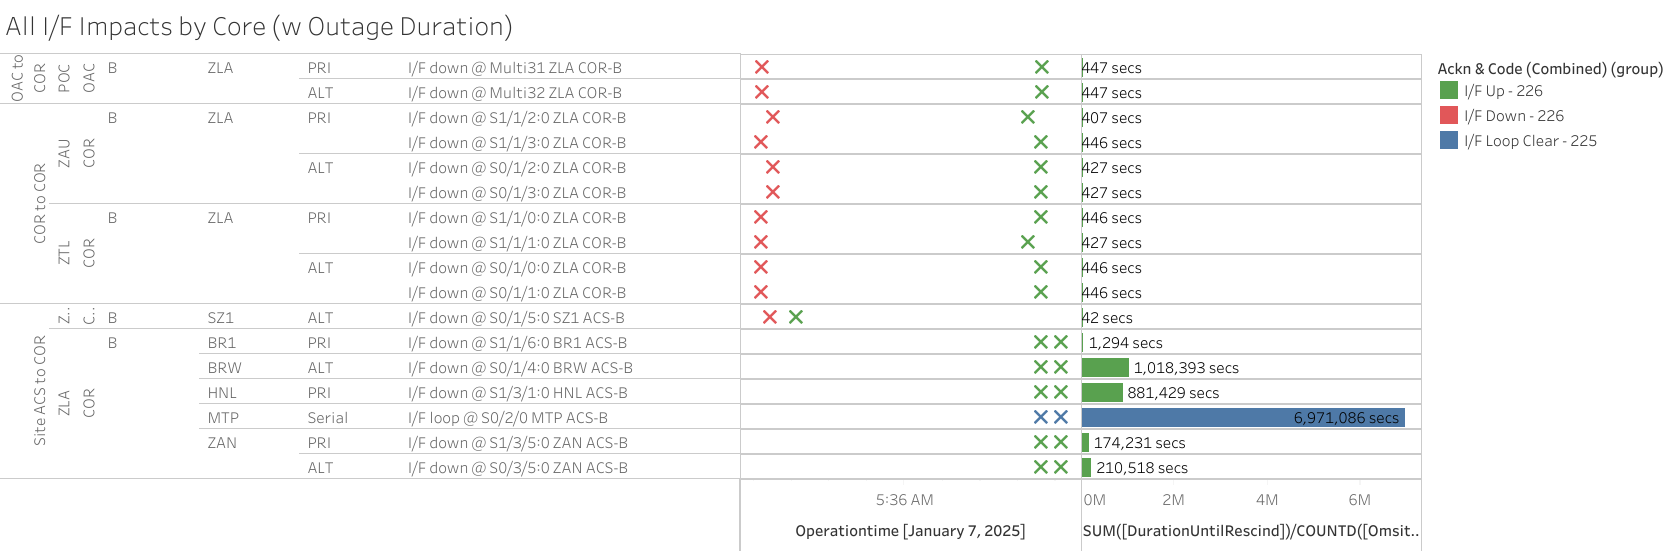 All I/F Impacts by Core (w Outage Duration)
OAC to COR POC OAC B ZLA PRI I/F down @ Multi31 ZLA COR-B 447 secs
ALT I/F down @ Multi32 ZLA COR-B 447 secs
COR to COR ZAU COR B ZLA PRI I/F down @ S1/1/2:0 ZLA COR-B 407 secs
I/F down @ S1/1/3:0 ZLA COR-B 446 secs
ALT I/F down @ S0/1/2:0 ZLA COR-B 427 secs
I/F down @ S0/1/3:0 ZLA COR-B 427 secs
ZTL COR B ZLA PRI I/F down @ S1/1/0:0 ZLA COR-B 446 secs
I/F down @ S1/1/1:0 ZLA COR-B 427 secs
ALT I/F down @ S0/1/0:0 ZLA COR-B 446 secs
I/F down @ S0/1/1:0 ZLA COR-B 446 secs
Site ACS to COR Z.. C.. B SZ1 ALT I/F down @ S0/1/5:0 SZ1 ACS-B 42 secs
ZLA COR B BR1 PRI I/F down @ S1/1/6:0 BR1 ACS-B 1,294 secs
BRW ALT I/F down @ S0/1/4:0 BRW ACS-B 1,018,393 secs
HNL PRI I/F down @ S1/3/1:0 HNL ACS-B 881,429 secs
MTP Serial I/F loop @ S0/2/0 MTP ACS-B 6,971,086 secs
ZAN PRI I/F down @ S1/3/5:0 ZAN ACS-B 174,231 secs
ALT I/F down @ S0/3/5:0 ZAN ACS-B 210,518 secs
5:36 AM 0M 2M 4M 6M
Operationtime [January 7, 2025] SUM([DurationUntilRescind])/COUNTD([Omsit..
Ackn & Code (Combined) (group)
I/F Up - 226
I/F Down - 226
I/F Loop Clear - 225